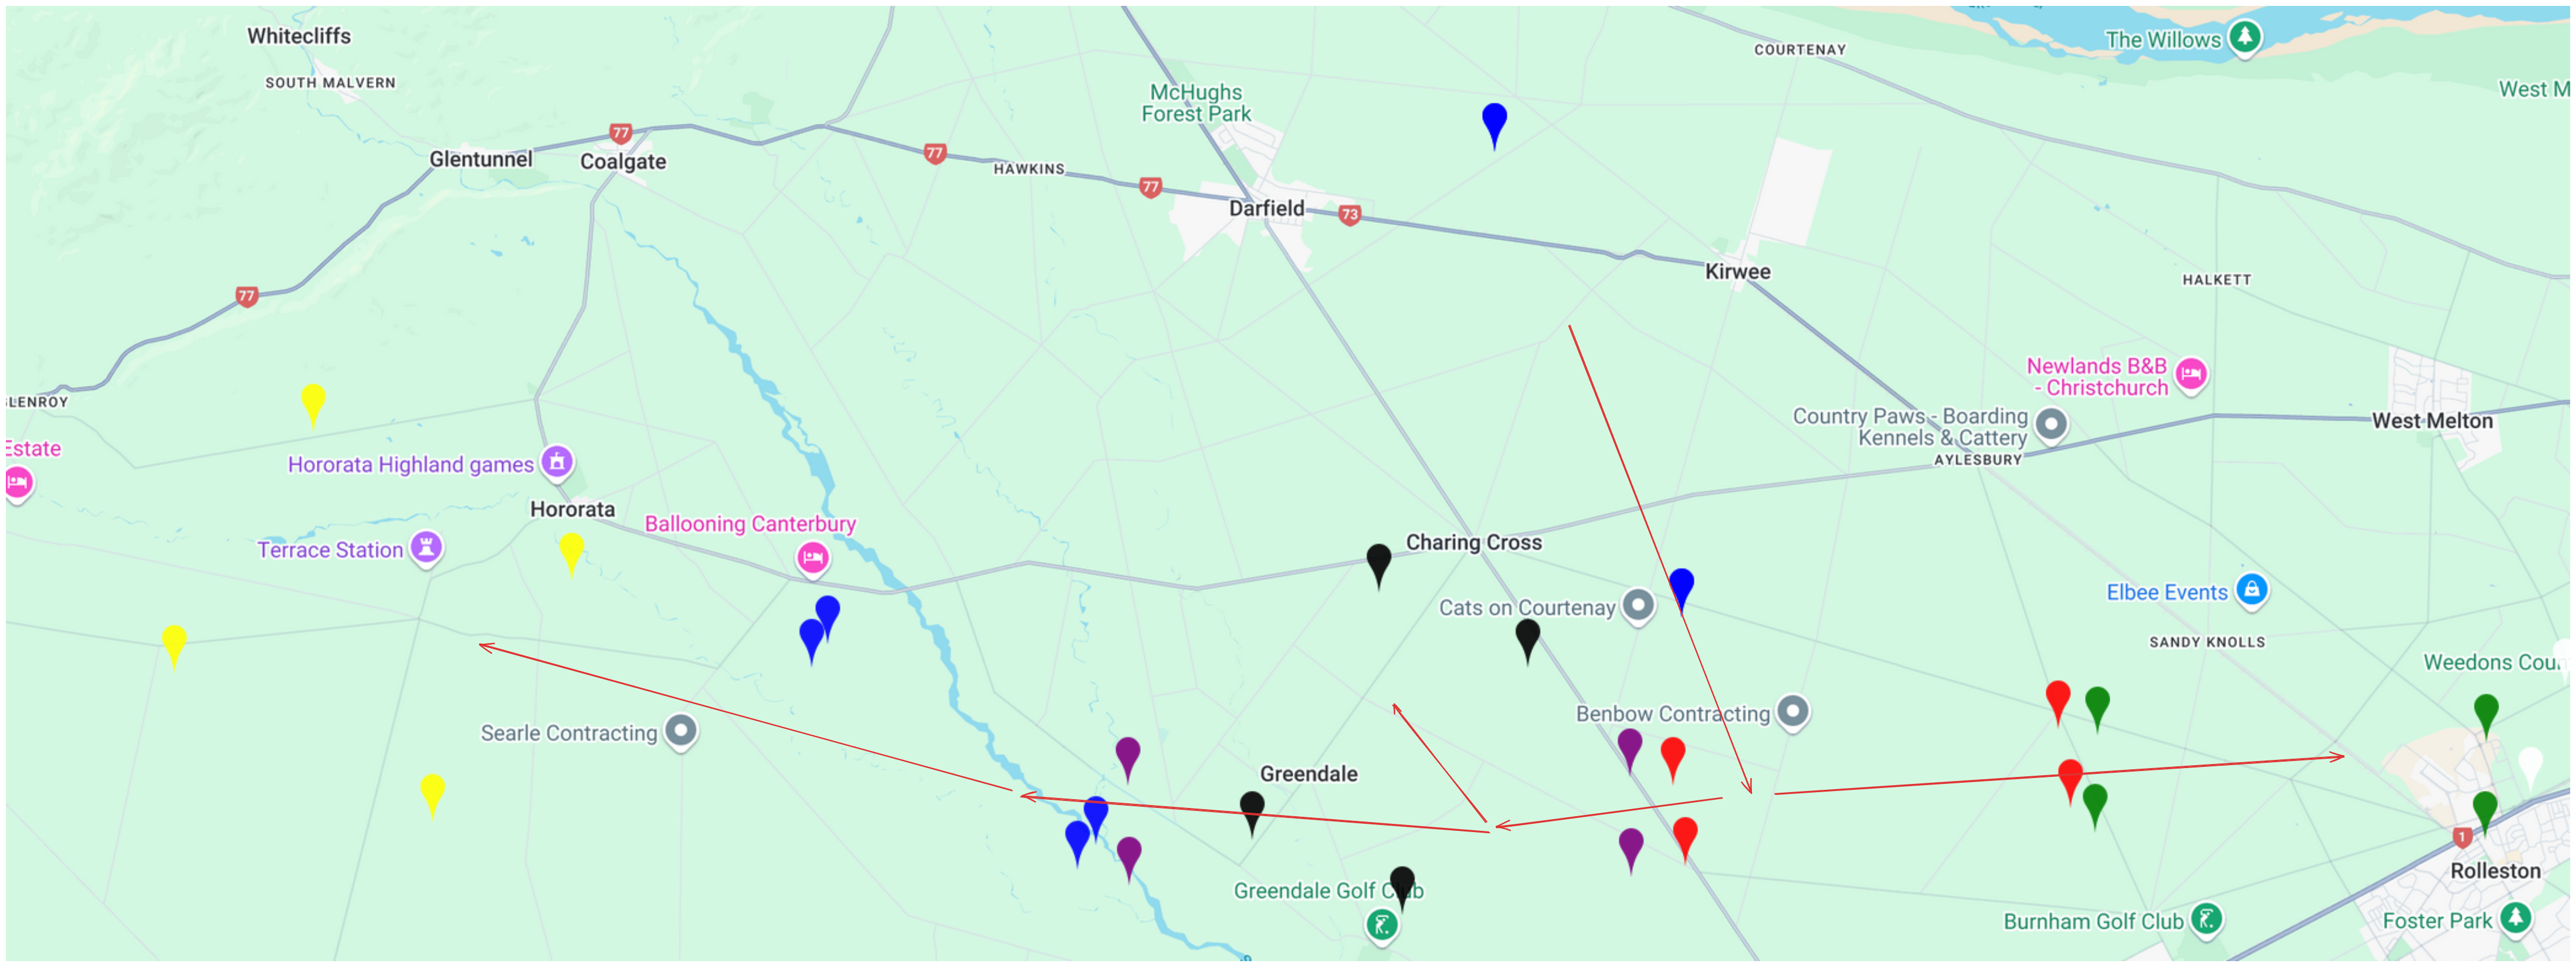 Whitecliffs
SOUTH MALVERN
COURTENAY
The Willows
West M
McHughs
Forest Park
77
Glentunnel
Coalgate
77
HAWKINS
77
Darfield
73
Kirwee
HALKETT
77
Newlands B&B
- Christchurch
GLENROY
Country Paws - Boarding
Kennels & Cattery
West Melton
Estate
AYLESBURY
Hororata Highland games
Hororata
Ballooning Canterbury
Charing Cross
Terrace Station
Elbee Events
Cats on Courtenay
SANDY KNOLLS
Weedons Cou
Benbow Contracting
Searle Contracting
Greendale
1
Rolleston
Greendale Golf Club
Burnham Golf Club
Foster Park